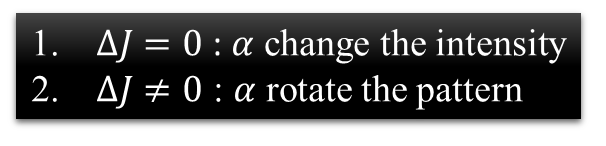 1. ΔJ = 0 : α change the intensity
2. ΔJ ≠ 0 : α rotate the pattern